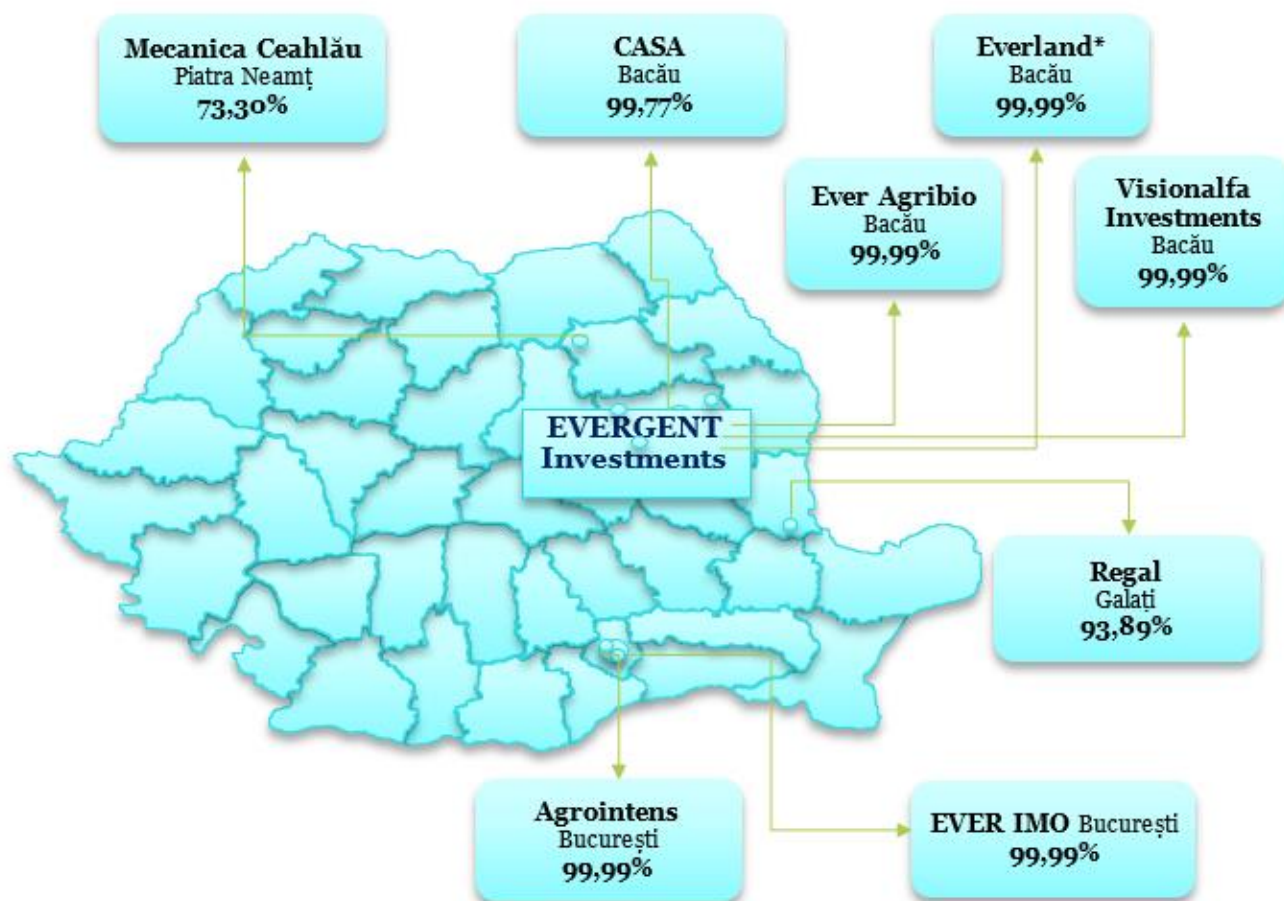 Mecanica Ceahlău
Piatra Neamț
73,30%
CASA
Bacău
99,77%
Everland*
Bacău
99,99%
Ever Agribio
Bacău
99,99%
Visionalfa
Investments
Bacău
99,99%
EVERGENT
Investments
Regal
Galați
93,89%
Agrointens
București
99,99%
EVER IMO București
99,99%